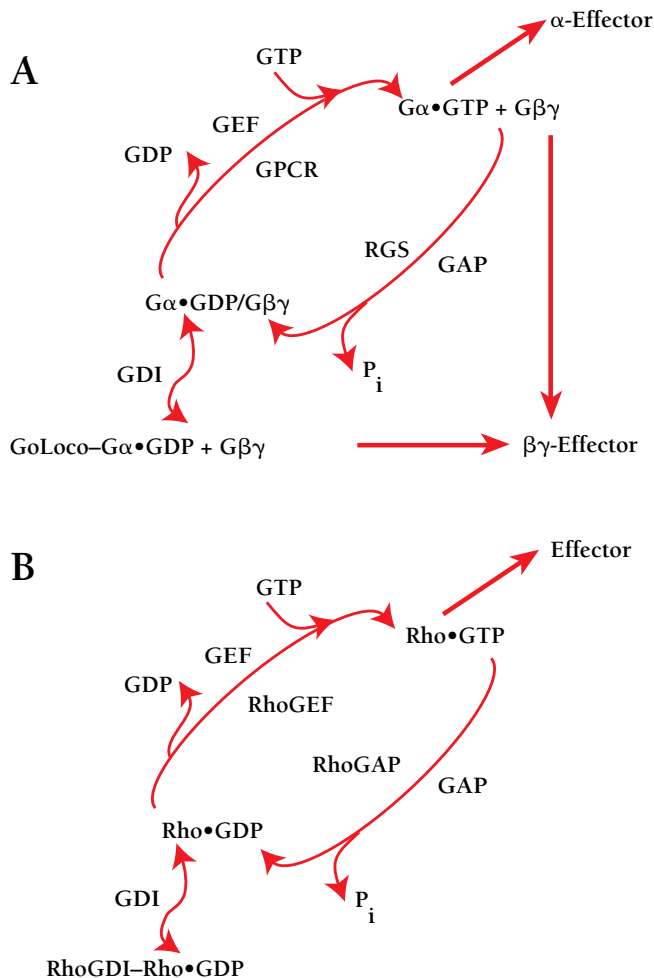 α-Effector
A
GTP
Gα•GTP + Gβγ
GEF
GDP
GPCR
RGS
GAP
Gα•GDP/Gβγ
Pi
GDI
GoLoco–Gα•GDP + Gβγ
βγ-Effector
Effector
B
GTP
Rho•GTP
GEF
GDP
RhoGEF
RhoGAP
GAP
Rho•GDP
GDI
Pi
RhoGDI–Rho•GDP